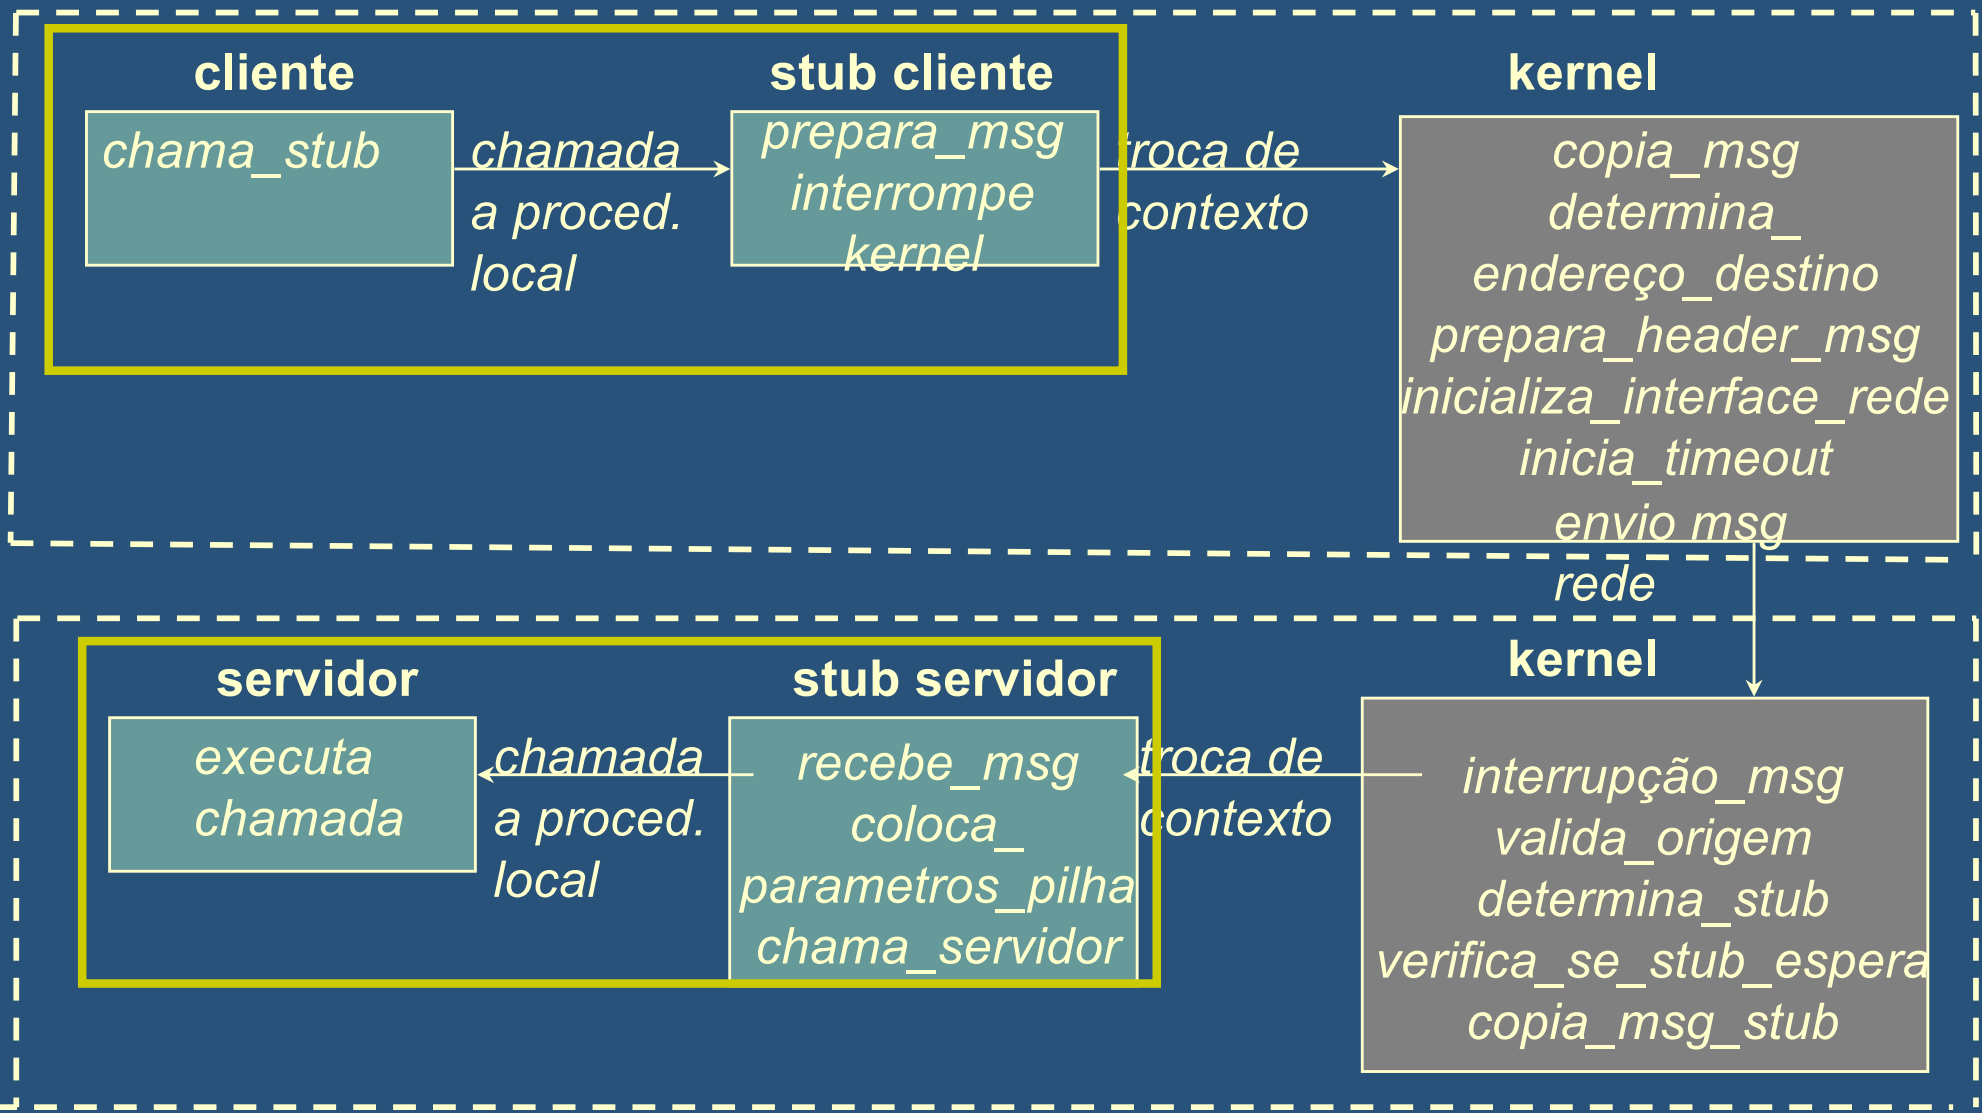 cliente
chama_stub
chamada
a proced.
local
stub cliente
prepara_msg
interrompe
kernel
troca de
contexto
kernel
copia_msg
determina_
endereço_destino
prepara_header_msg
inicializa_interface_rede
inicia_timeout
envio msg
rede
servidor
executa
chamada
chamada
a proced.
local
stub servidor
recebe_msg
coloca_
parametros_pilha
chama_servidor
troca de
contexto
kernel
interrupção_msg
valida_origem
determina_stub
verifica_se_stub_espera
copia_msg_stub